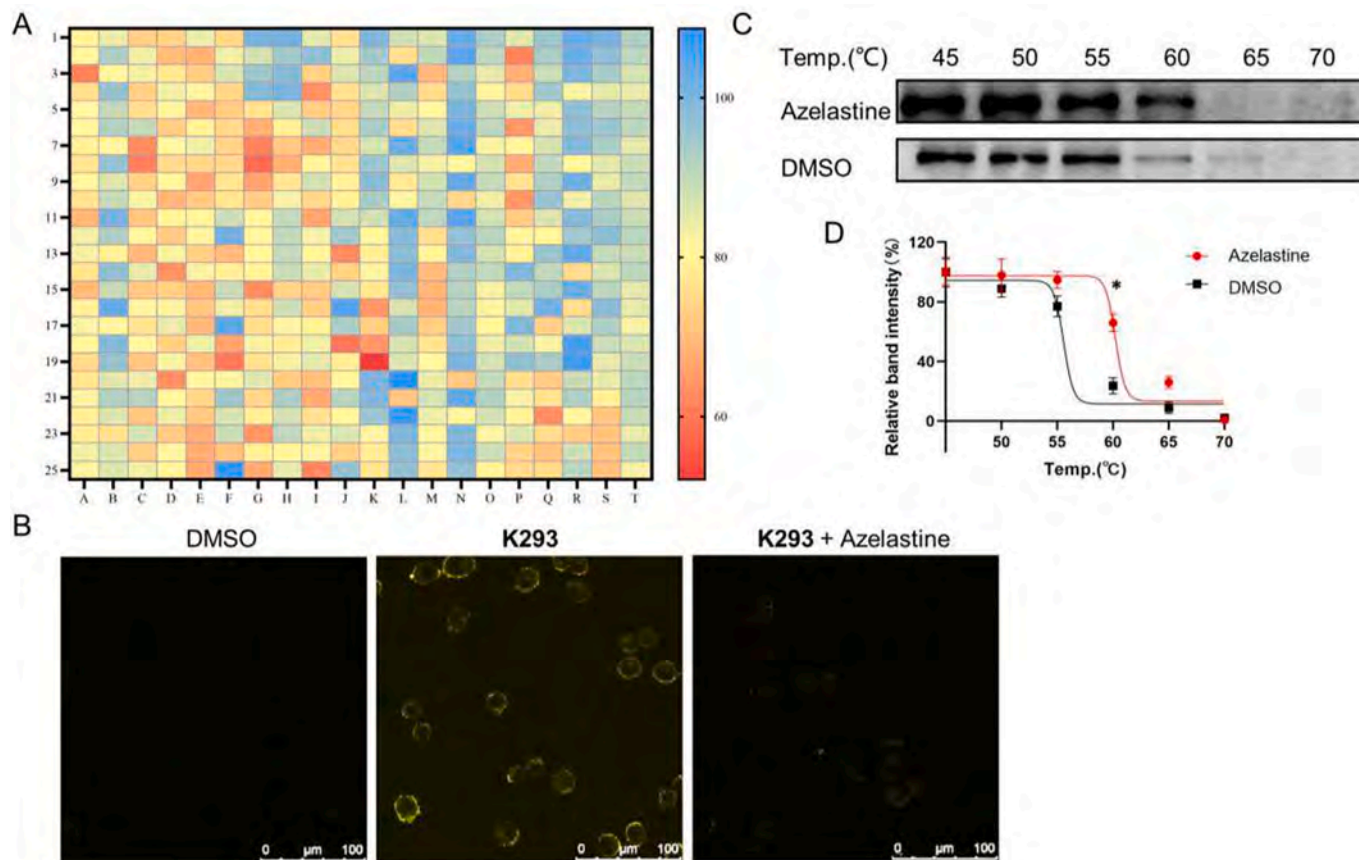 A
1
3
5
7
9
11
13
15
17
19
21
23
25
A B C D E F G H I J K L M N O P Q R S T
100
80
60
C
Temp.(°C) 45 50 55 60 65 70
Azelastine
DMSO
D
Relative band intensity(%)
120
80
40
0
50 55 60 65 70
Temp.(°C)
*
Azelastine
DMSO
B
DMSO
K293
K293 + Azelastine
0 µm 100
0 µm 100
0 µm 100